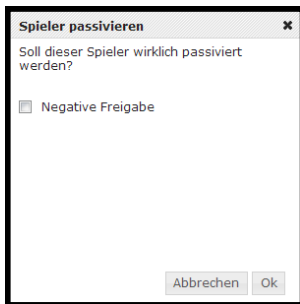 Spieler passivieren
Soll dieser Spieler wirklich passiviert
werden?
Negative Freigabe
Abbrechen Ok